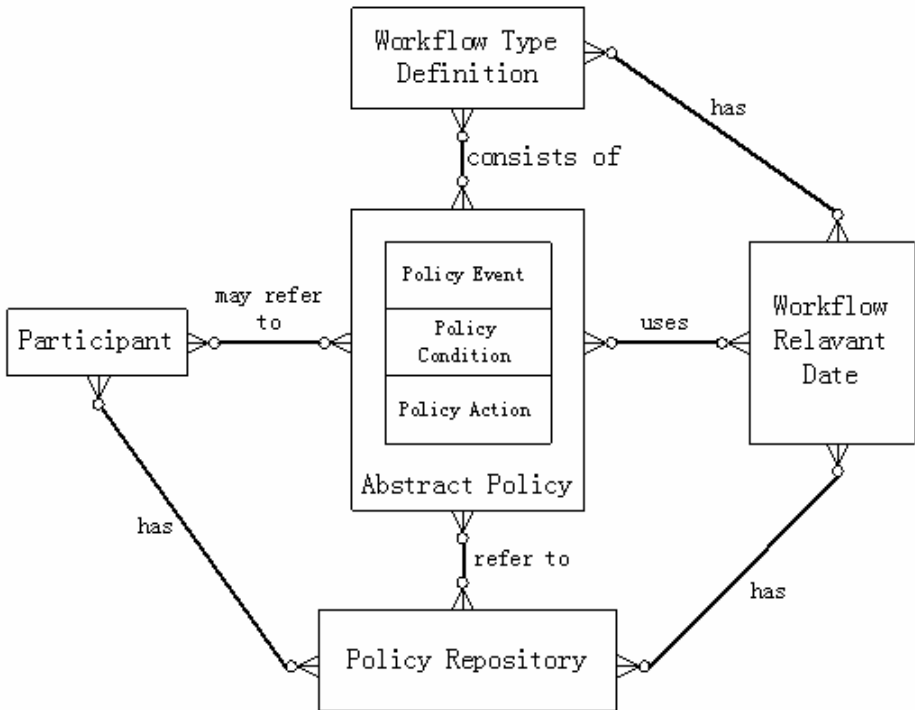 Workflow Type
Definition
has
consists of
Policy Event
may refer
to
Policy
Condition
uses
Participant
Workflow
Relavant
Date
Policy Action
Abstract Policy
has
refer to
has
Policy Repository